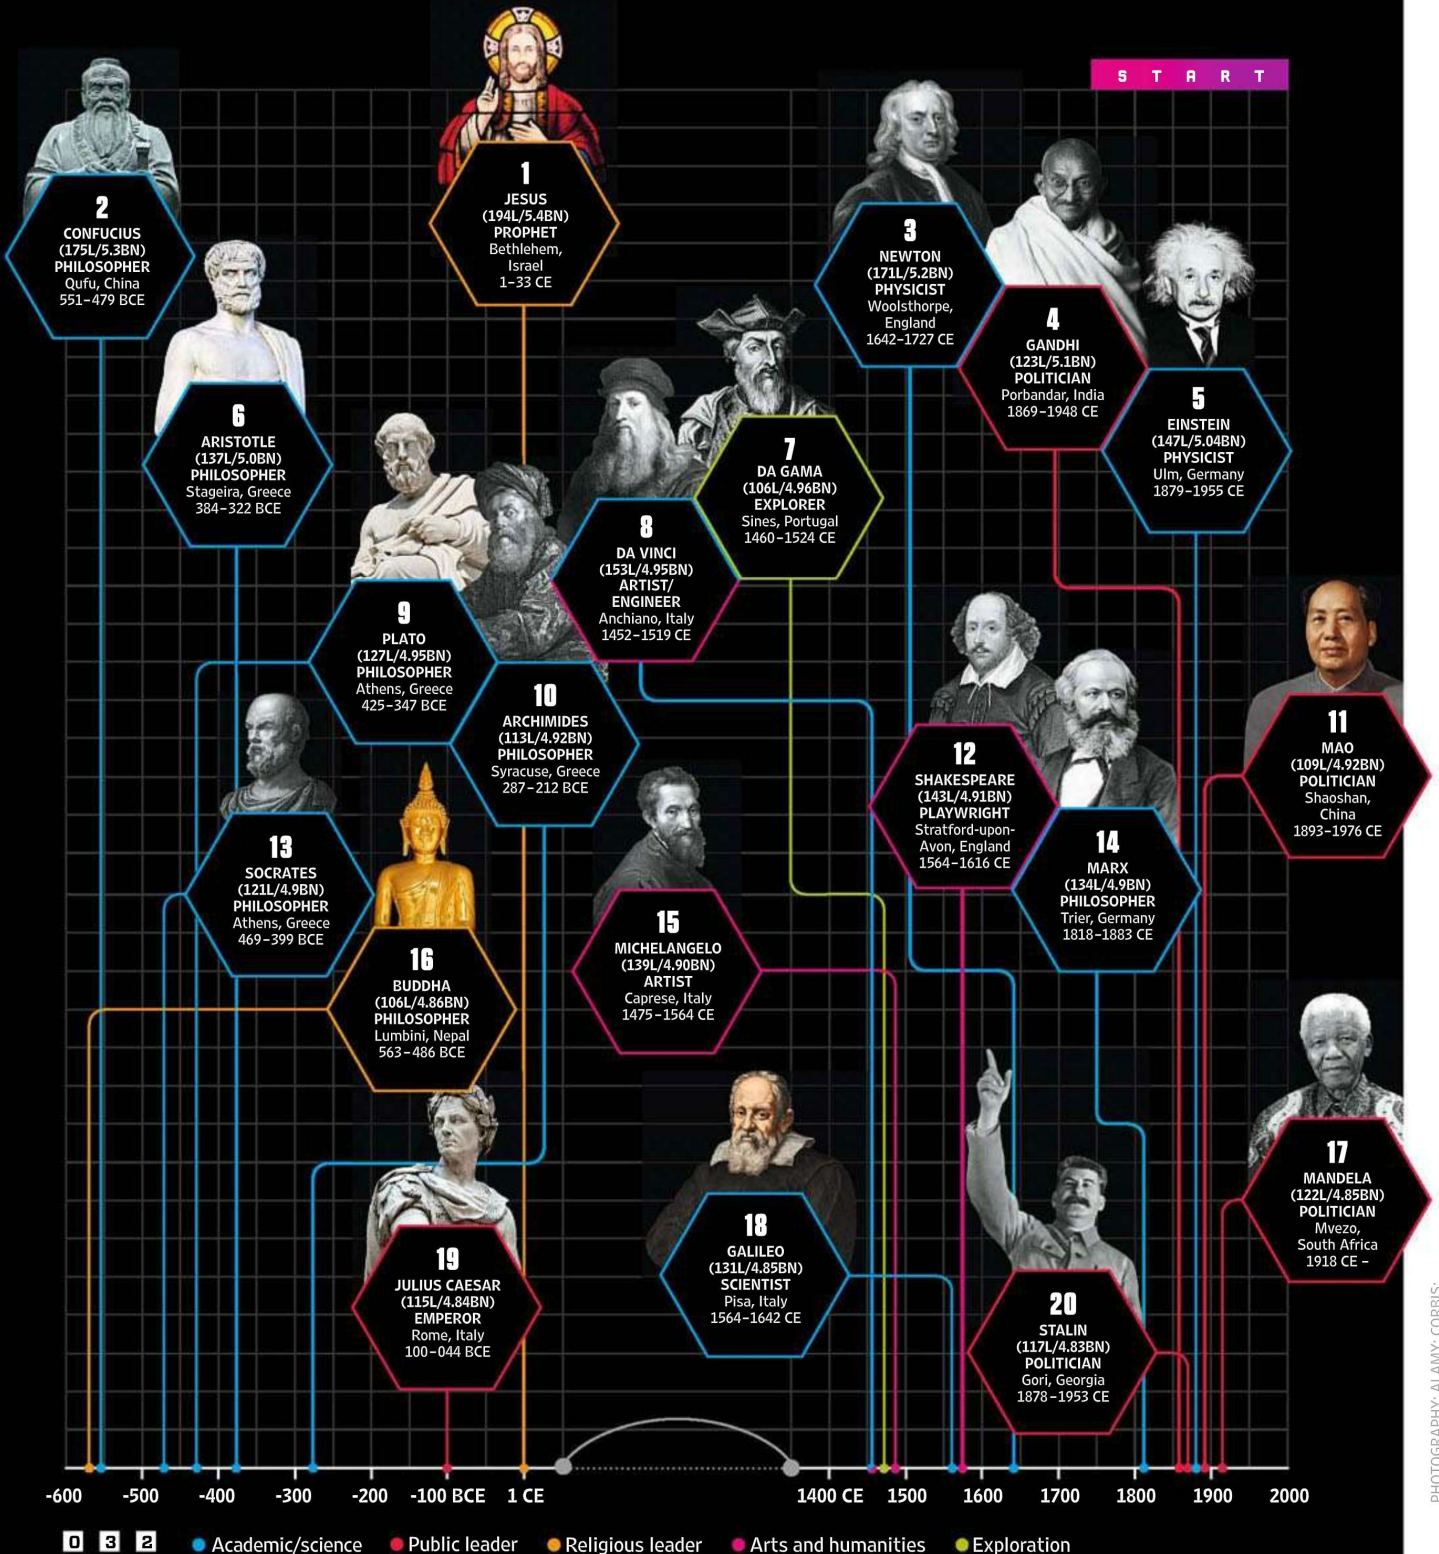 START
1
JESUS
(194L/5.4BN)
PROPHET
Bethlehem,
Israel
1–33 CE
2
CONFUCIUS
(175L/5.3BN)
PHILOSOPHER
Qufu, China
551–479 BCE
3
NEWTON
(171L/5.2BN)
PHYSICIST
Woolsthorpe,
England
1642–1727 CE
4
GANDHI
(123L/5.1BN)
POLITICIAN
Porbandar, India
1869–1948 CE
5
EINSTEIN
(147L/5.04BN)
PHYSICIST
Ulm, Germany
1879–1955 CE
6
ARISTOTLE
(137L/5.0BN)
PHILOSOPHER
Stageira, Greece
384–322 BCE
7
DA GAMA
(106L/4.96BN)
EXPLORER
Sines, Portugal
1460–1524 CE
8
DA VINCI
(153L/4.95BN)
ARTIST/
ENGINEER
Anchiano, Italy
1452–1519 CE
9
PLATO
(127L/4.95BN)
PHILOSOPHER
Athens, Greece
425–347 BCE
10
ARCHIMIDES
(113L/4.92BN)
PHILOSOPHER
Syracuse, Greece
287–212 BCE
11
MAO
(109L/4.92BN)
POLITICIAN
Shaoshan,
China
1893–1976 CE
12
SHAKESPEARE
(143L/4.91BN)
PLAYWRIGHT
Stratford-upon-
Avon, England
1564–1616 CE
13
SOCRATES
(121L/4.9BN)
PHILOSOPHER
Athens, Greece
469–399 BCE
14
MARX
(134L/4.9BN)
PHILOSOPHER
Trier, Germany
1818–1883 CE
15
MICHELANGELO
(139L/4.90BN)
ARTIST
Caprese, Italy
1475–1564 CE
16
BUDDHA
(106L/4.86BN)
PHILOSOPHER
Lumbini, Nepal
563–486 BCE
17
MANDELA
(122L/4.85BN)
POLITICIAN
Mvezo,
South Africa
1918 CE –
18
GALILEO
(131L/4.85BN)
SCIENTIST
Pisa, Italy
1564–1642 CE
19
JULIUS CAESAR
(115L/4.84BN)
EMPEROR
Rome, Italy
100–044 BCE
20
STALIN
(117L/4.83BN)
POLITICIAN
Gori, Georgia
1878–1953 CE
-600 -500 -400 -300 -200 -100 BCE 1 CE 1400 CE 1500 1600 1700 1800 1900 2000
0 3 2 Academic/science Public leader Religious leader Arts and humanities Exploration
PHOTOGRAPHY: ALAMY; CORBIS;